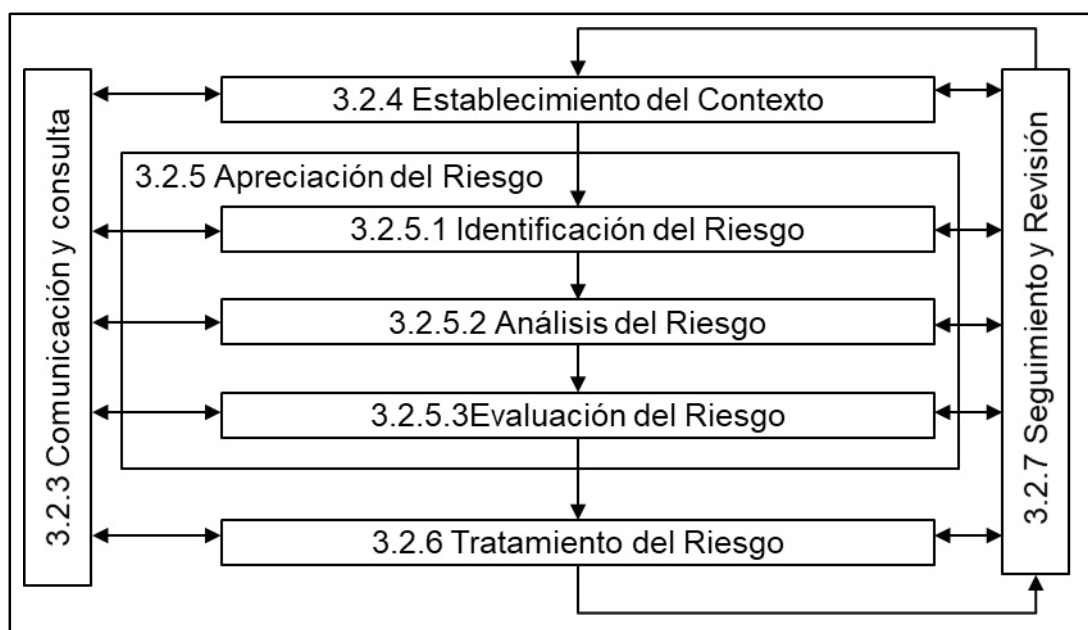 3.2.3 Comunicación y consulta
3.2.4 Establecimiento del Contexto
3.2.5 Apreciación del Riesgo
3.2.5.1 Identificación del Riesgo
3.2.5.2 Análisis del Riesgo
3.2.5.3Evaluación del Riesgo
3.2.6 Tratamiento del Riesgo
3.2.7 Seguimiento y Revisión